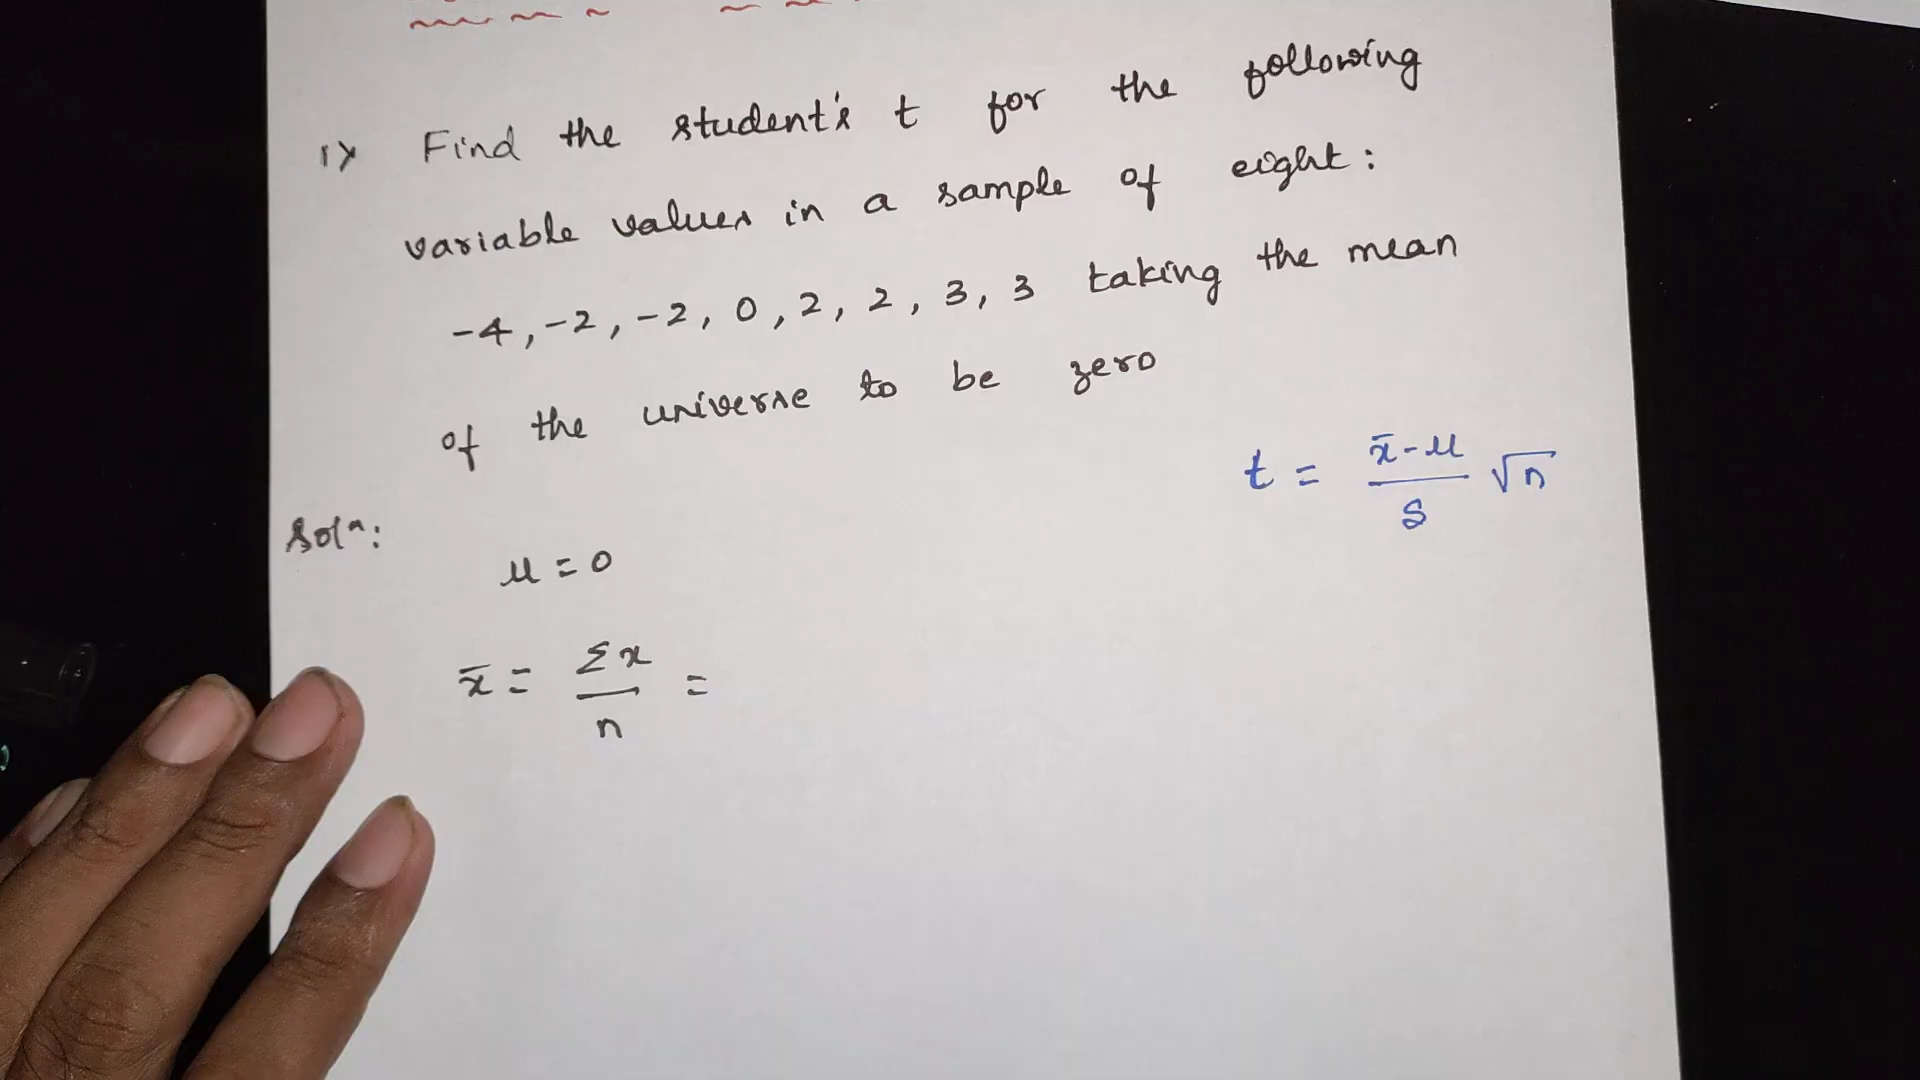 1) Find the student's t for the following
variable values in a sample of eight:
-4, -2, -2, 0, 2, 2, 3, 3 taking the mean
of the universe to be zero
t = x̄-μ / s √n
Solⁿ:
μ = 0
x̄ = Σx / n =